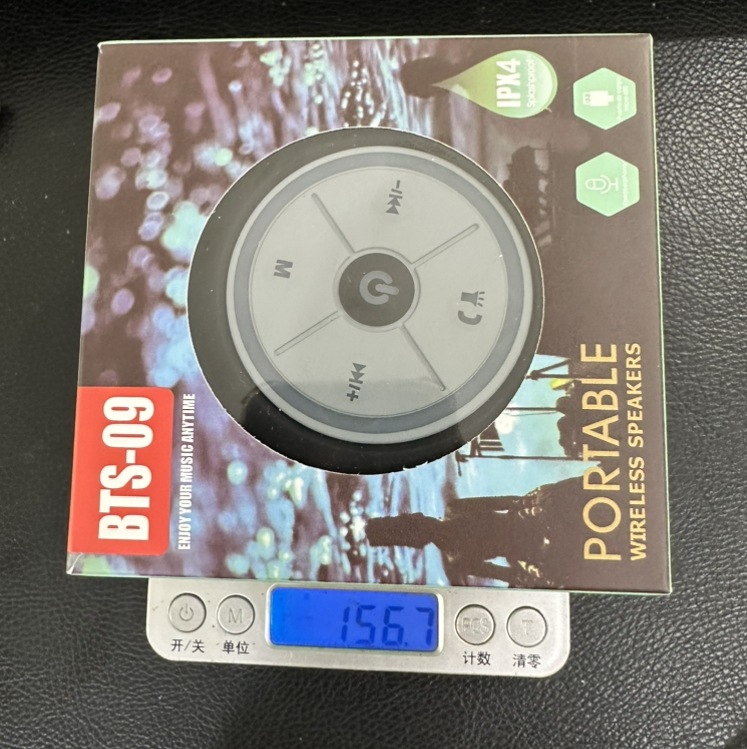 BTS-09
ENJOY YOUR MUSIC ANYTIME
IPX4
Splashproof
M
PORTABLE
WIRELESS SPEAKERS
156.7
M
PCS
T
开/关
单位
计数
清零